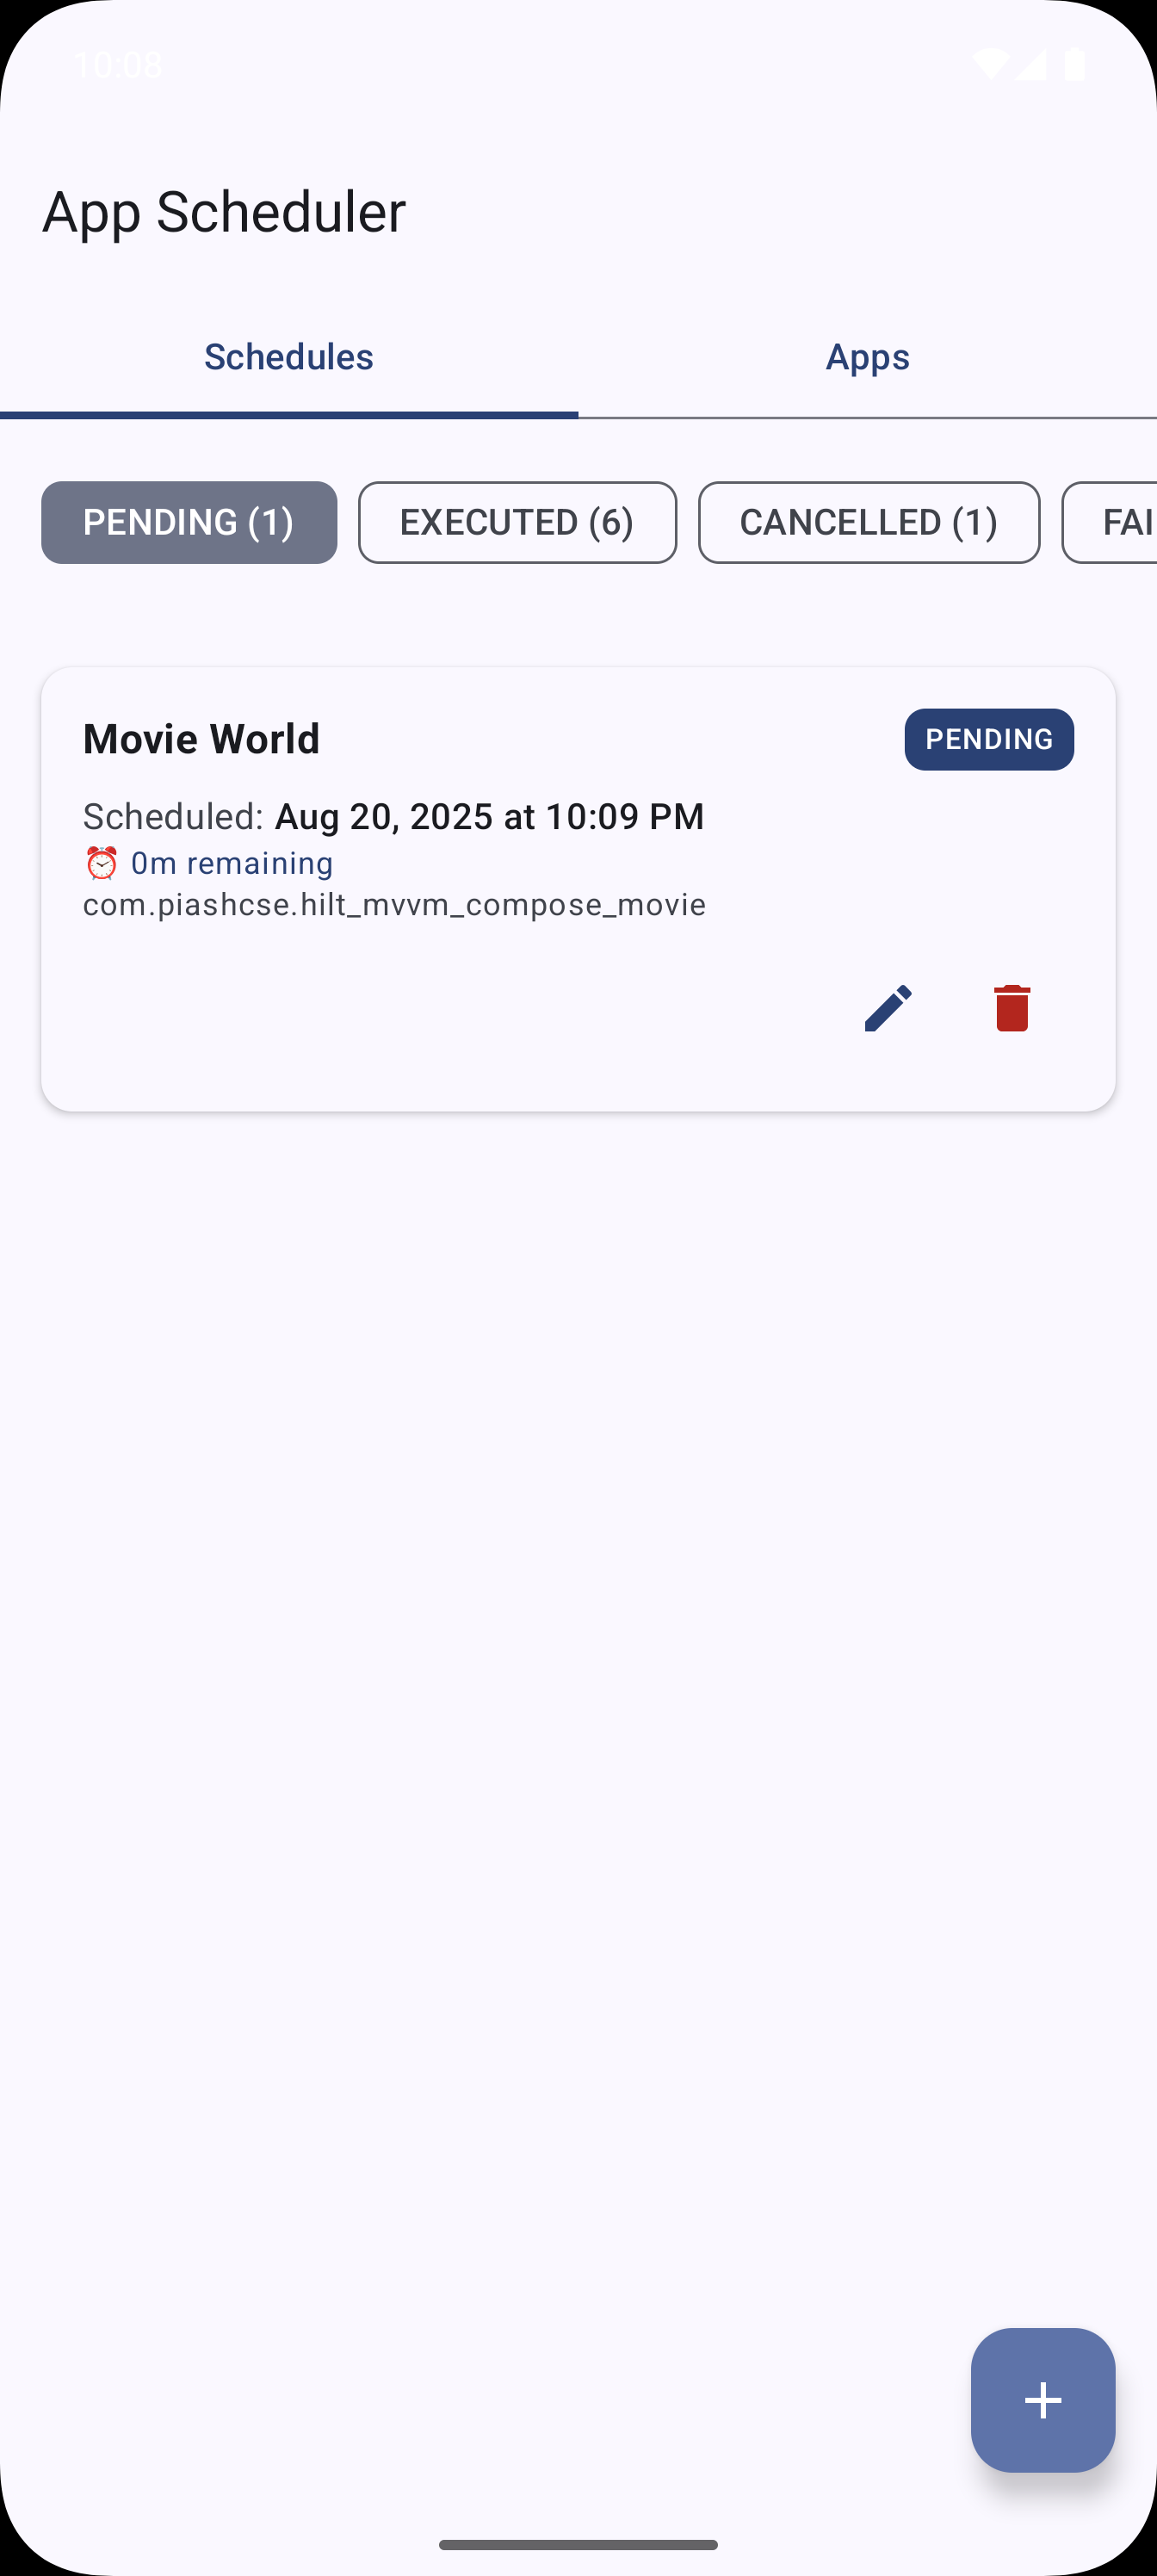 10:08
App Scheduler
Schedules Apps
PENDING (1) EXECUTED (6) CANCELLED (1) FAI
Movie World PENDING
Scheduled: Aug 20, 2025 at 10:09 PM
⏰ 0m remaining
com.piashcse.hilt_mvvm_compose_movie